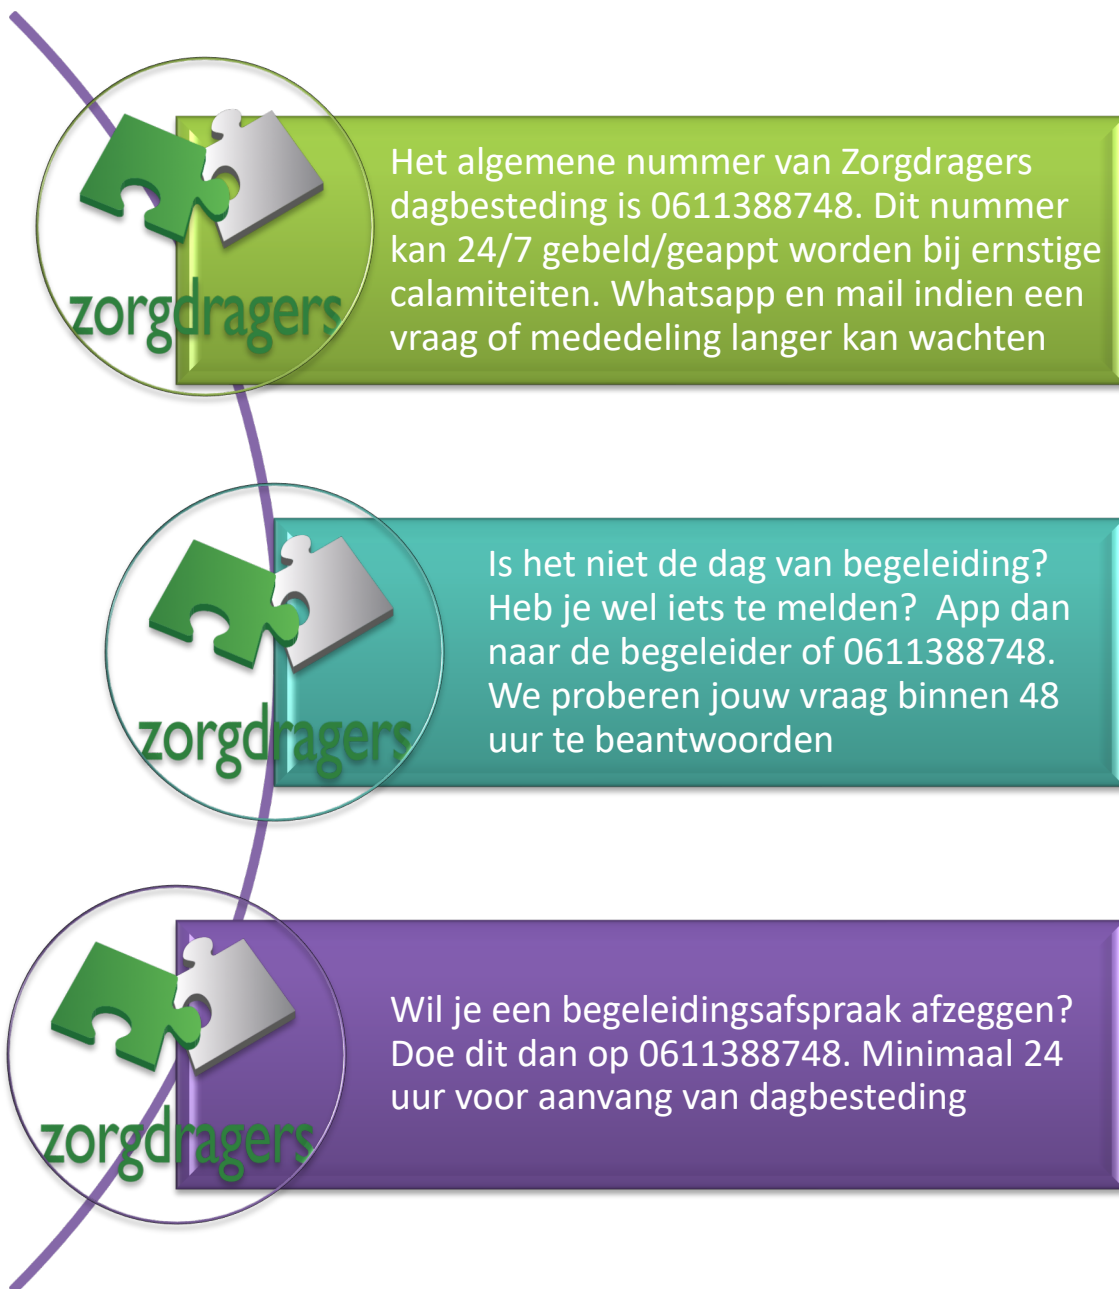 zorgdragers
Het algemene nummer van Zorgdragers
dagbesteding is 0611388748. Dit nummer
kan 24/7 gebeld/geappt worden bij ernstige
calamiteiten. Whatsapp en mail indien een
vraag of mededeling langer kan wachten
zorgdragers
Is het niet de dag van begeleiding?
Heb je wel iets te melden?  App dan
naar de begeleider of 0611388748.
We proberen jouw vraag binnen 48
uur te beantwoorden
zorgdragers
Wil je een begeleidingsafspraak afzeggen?
Doe dit dan op 0611388748. Minimaal 24
uur voor aanvang van dagbesteding